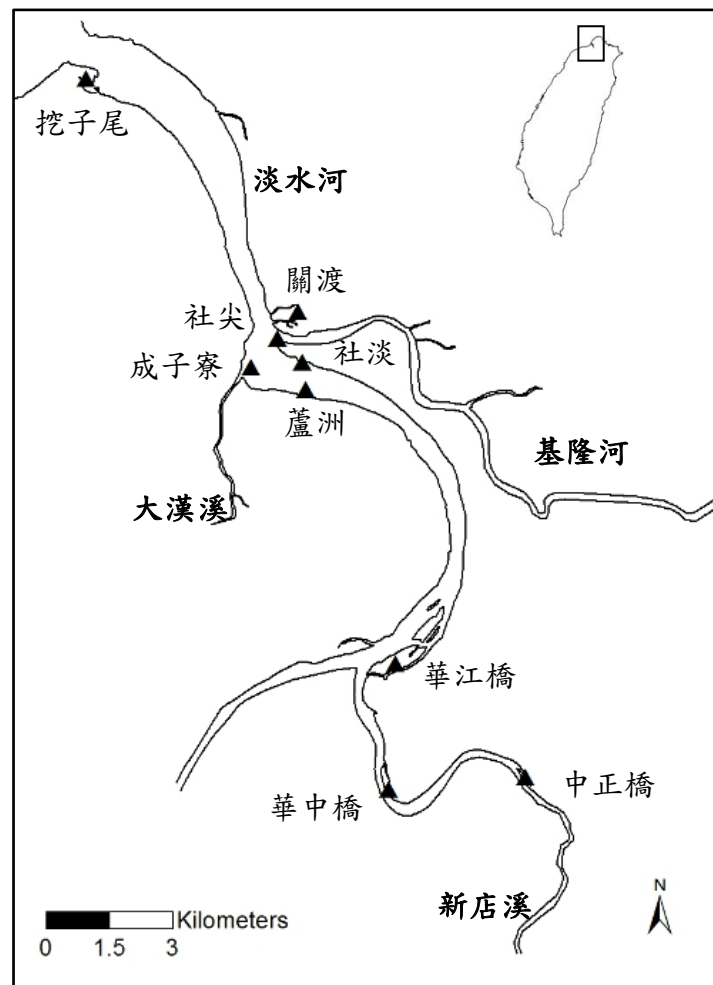 挖子尾
淡水河
關渡
社尖
社淡
成子寮
蘆洲
基隆河
大漢溪
華江橋
華中橋
中正橋
新店溪
N
Kilometers
0 1.5 3